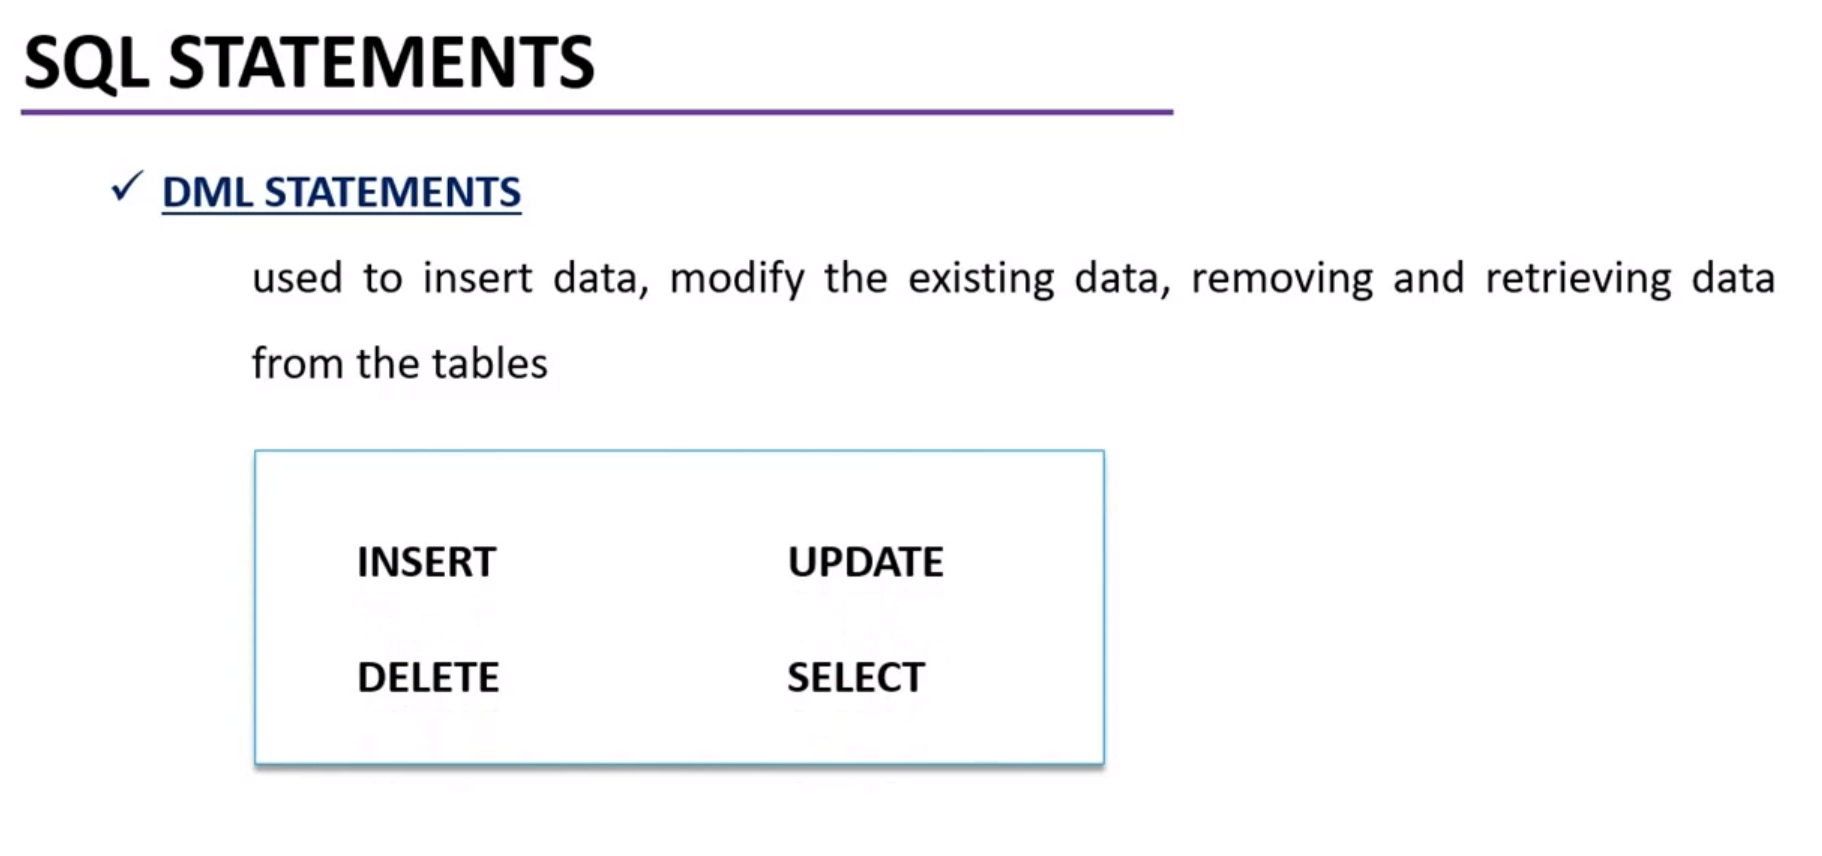 SQL STATEMENTS
✓ DML STATEMENTS
used to insert data, modify the existing data, removing and retrieving data
from the tables
INSERT UPDATE
DELETE SELECT